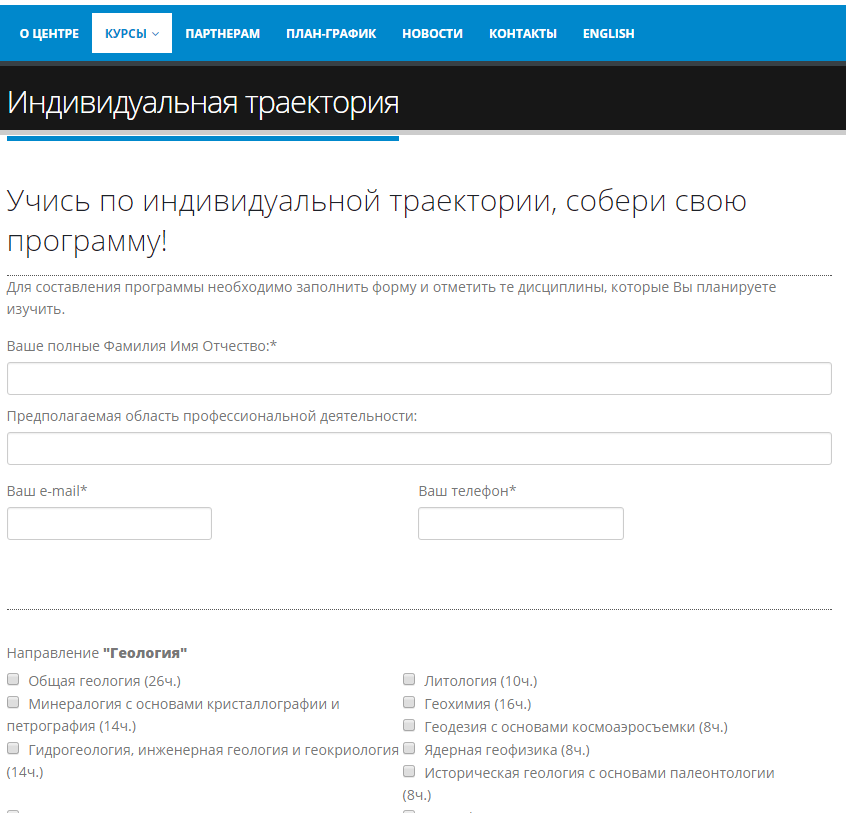 О ЦЕНТРЕ КУРСЫ ПАРТНЕРАМ ПЛАН-ГРАФИК НОВОСТИ КОНТАКТЫ ENGLISH
Индивидуальная траектория
Учись по индивидуальной траектории, собери свою
программу!
Для составления программы необходимо заполнить форму и отметить те дисциплины, которые Вы планируете
изучить.
Ваше полные Фамилия Имя Отчество:*
Предполагаемая область профессиональной деятельности:
Ваш e-mail*
Ваш телефон*
Направление "Геология"
Общая геология (26ч.)
Минералогия с основами кристаллографии и
петрография (14ч.)
Гидрогеология, инженерная геология и геокриология
(14ч.)
Литология (10ч.)
Геохимия (16ч.)
Геодезия с основами космоаэросъемки (8ч.)
Ядерная геофизика (8ч.)
Историческая геология с основами палеонтологии
(8ч.)